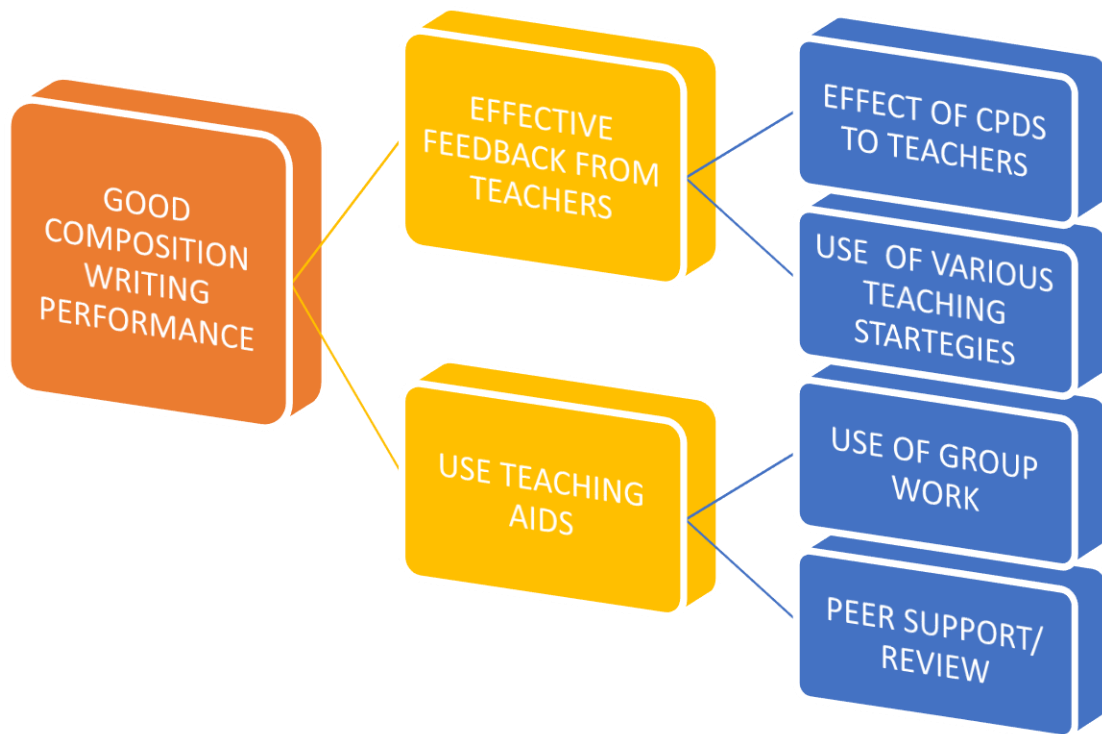 GOOD
COMPOSITION
WRITING
PERFORMANCE
EFFECTIVE
FEEDBACK FROM
TEACHERS
USE TEACHING
AIDS
EFFECT OF CPDS
TO TEACHERS
USE OF VARIOUS
TEACHING
STARTEGIES
USE OF GROUP
WORK
PEER SUPPORT/
REVIEW